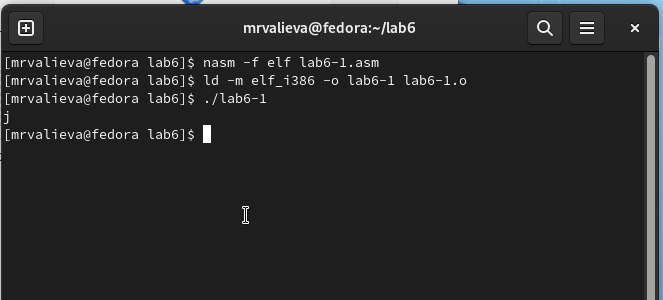 mrvalieva@fedora:~/lab6
[mrvalieva@fedora lab6]$ nasm -f elf lab6-1.asm
[mrvalieva@fedora lab6]$ ld -m elf_i386 -o lab6-1 lab6-1.o
[mrvalieva@fedora lab6]$ ./lab6-1
j
[mrvalieva@fedora lab6]$